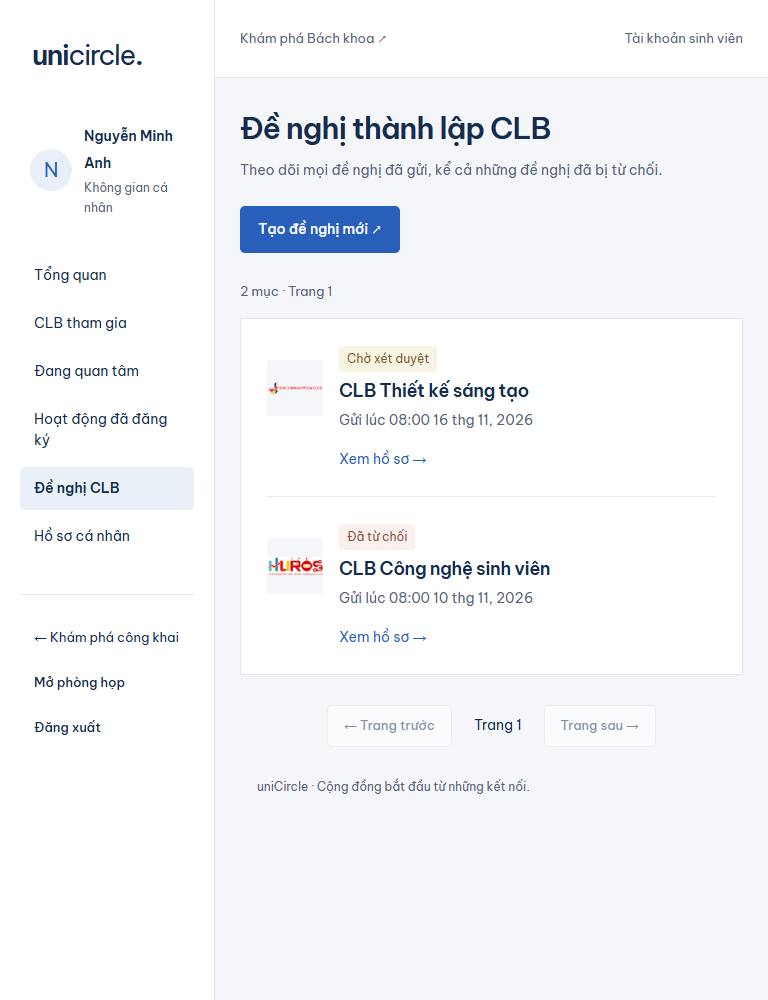 unicircle.
Nguyễn Minh
Anh
Không gian cá
nhân
Tổng quan
CLB tham gia
Đang quan tâm
Hoạt động đã đăng
ký
Đề nghị CLB
Hồ sơ cá nhân
← Khám phá công khai
Mở phòng họp
Đăng xuất
Khám phá Bách khoa ↗
Tài khoản sinh viên
Đề nghị thành lập CLB
Theo dõi mọi đề nghị đã gửi, kể cả những đề nghị đã bị từ chối.
Tạo đề nghị mới ↗
2 mục · Trang 1
Chờ xét duyệt
CLB Thiết kế sáng tạo
Gửi lúc 08:00 16 thg 11, 2026
Xem hồ sơ →
Đã từ chối
HUROS
CLB Công nghệ sinh viên
Gửi lúc 08:00 10 thg 11, 2026
Xem hồ sơ →
← Trang trước
Trang 1
Trang sau →
uniCircle · Cộng đồng bắt đầu từ những kết nối.